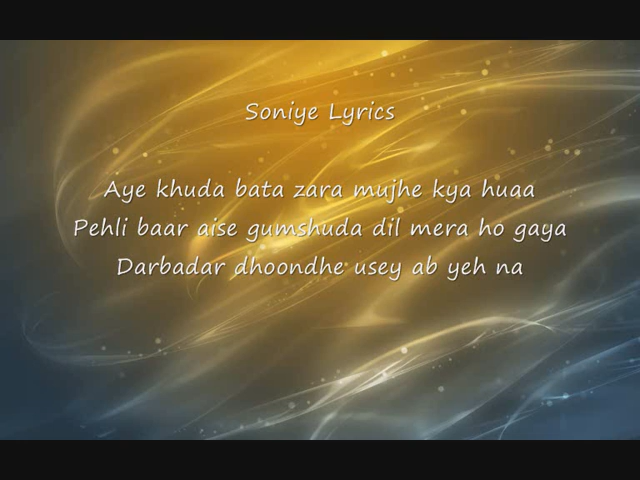 Soniye Lyrics
Aye khuda bata zara mujhe kya huaa
Pehli baar aise gumshuda dil mera ho gaya
Darbadar dhoondhe usey ab yeh na